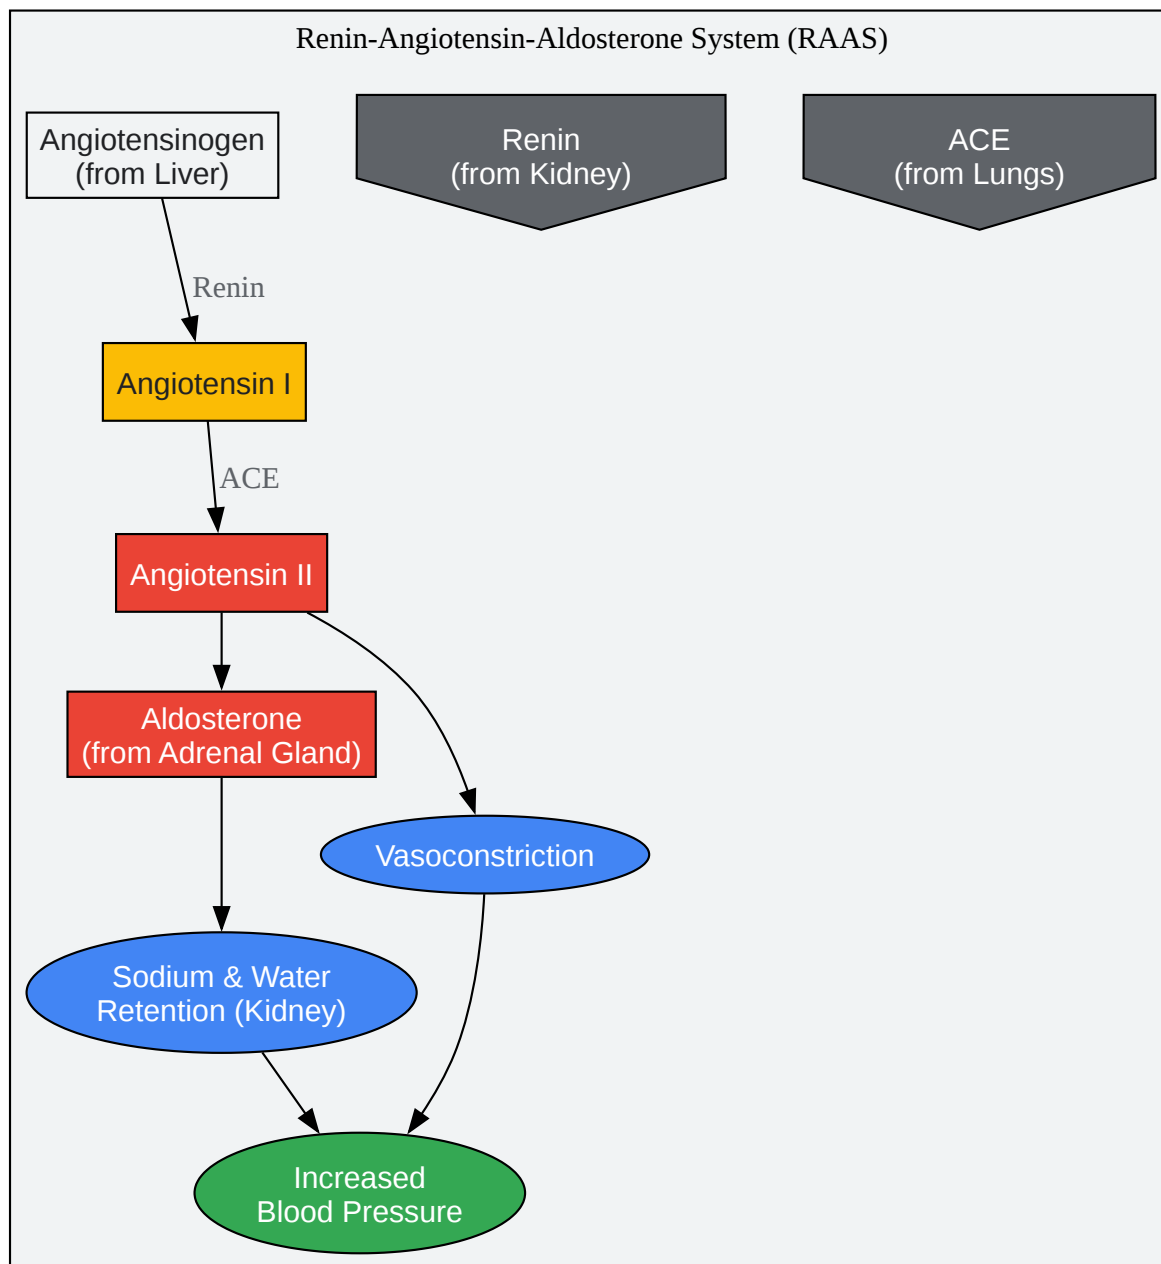 Renin-Angiotensin-Aldosterone System (RAAS)
Angiotensinogen
(from Liver)
Renin
(from Kidney)
ACE
(from Lungs)
Renin
Angiotensin I
ACE
Angiotensin II
Aldosterone
(from Adrenal Gland)
Vasoconstriction
Sodium & Water
Retention (Kidney)
Increased
Blood Pressure